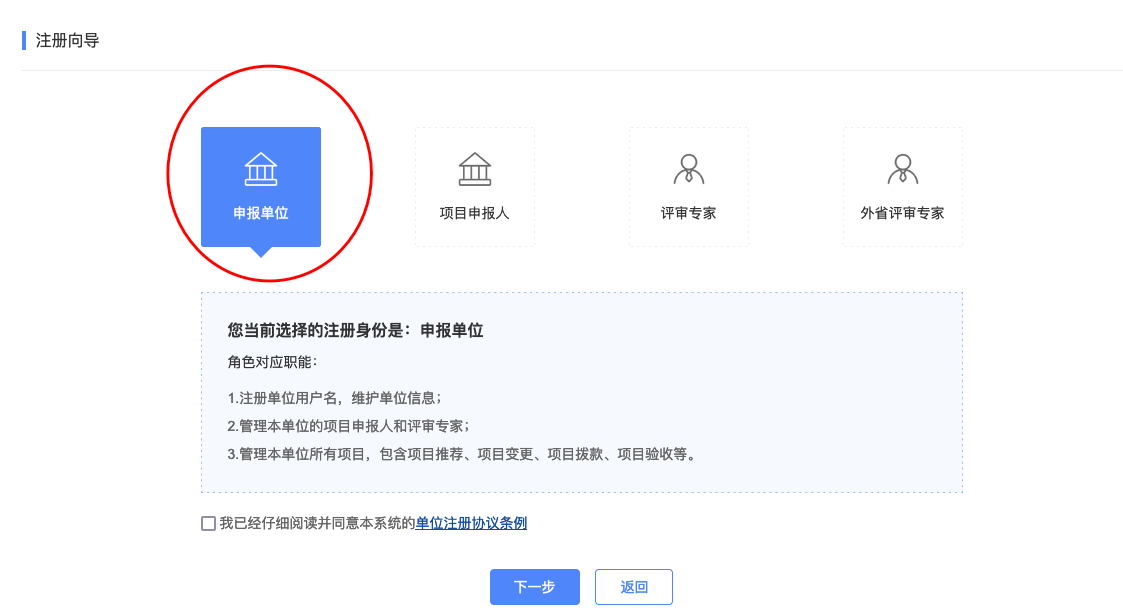 注册向导
申报单位
项目申报人
评审专家
外省评审专家
您当前选择的注册身份是：申报单位
角色对应职能：
1.注册单位用户名，维护单位信息；
2.管理本单位的项目申报人和评审专家；
3.管理本单位所有项目，包含项目推荐、项目变更、项目拨款、项目验收等。
我已经仔细阅读并同意本系统的单位注册协议条例
下一步
返回